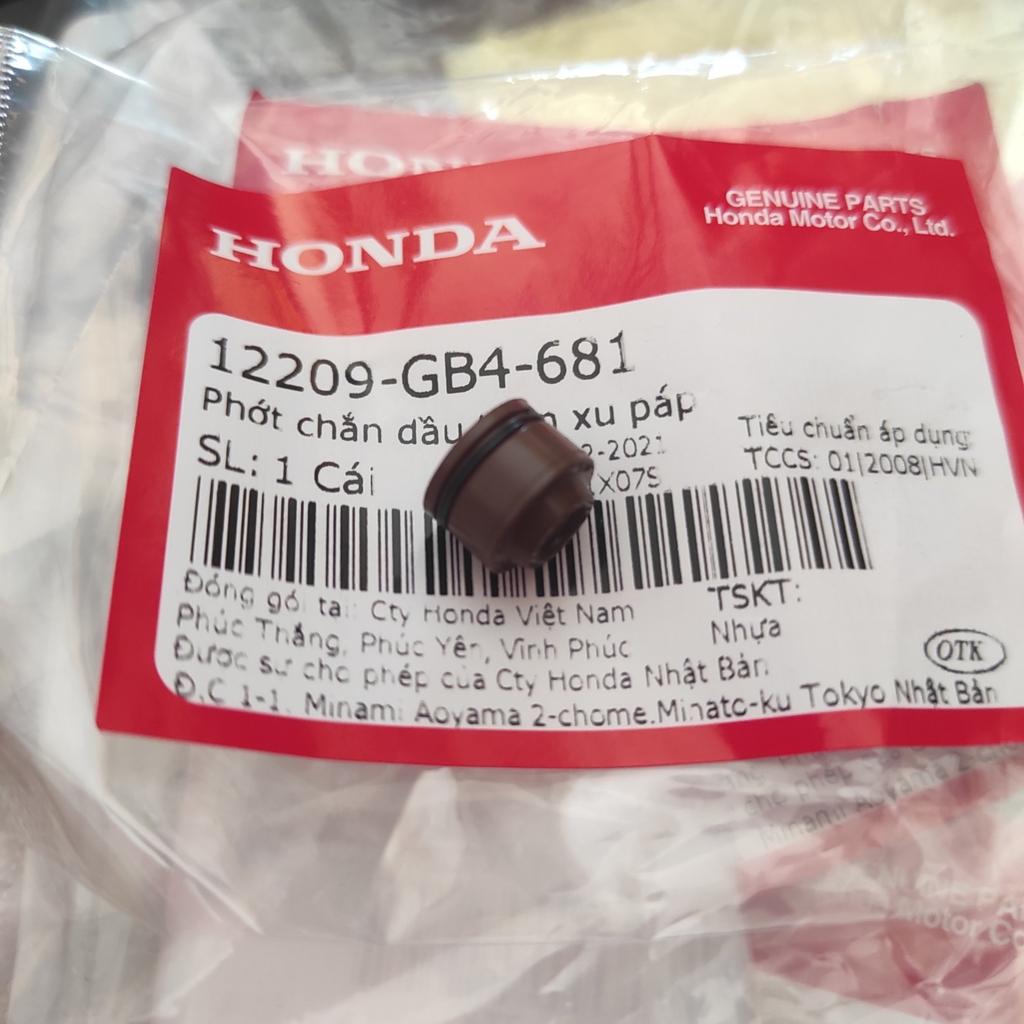 HONDA
GENUINE PARTS
Honda Motor Co., Ltd.
12209-GB4-681
Phớt chắn dầu xu páp
SL: 1 Cái
-2021
X07S
Tiêu chuẩn áp dụng:
TCCS: 01|2008|HVN
Đóng gói tại: Cty Honda Việt Nam
Phúc Thắng, Phúc Yên, Vĩnh Phúc
Được sự cho phép của Cty Honda Nhật Bản.
Đ.C 1-1. Minami Aoyama 2-chome.Minato-ku Tokyo Nhật Bản
TSKT:
Nhựa
OTK